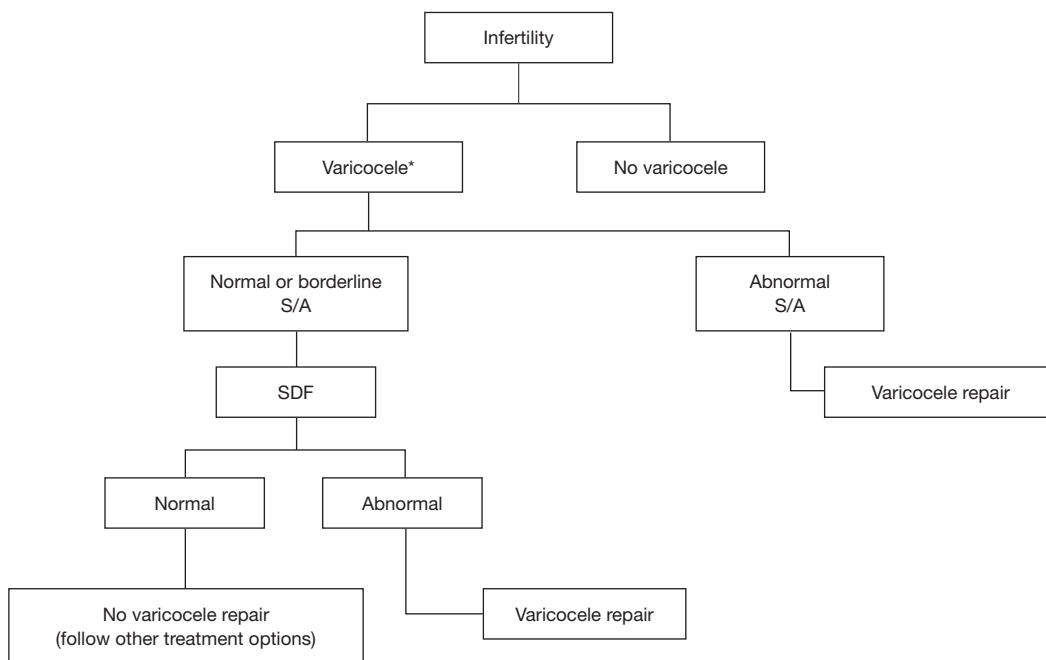 Infertility
Varicocele*
No varicocele
Normal or borderline
S/A
Abnormal
S/A
SDF
Varicocele repair
Normal
Abnormal
No varicocele repair
(follow other treatment options)
Varicocele repair